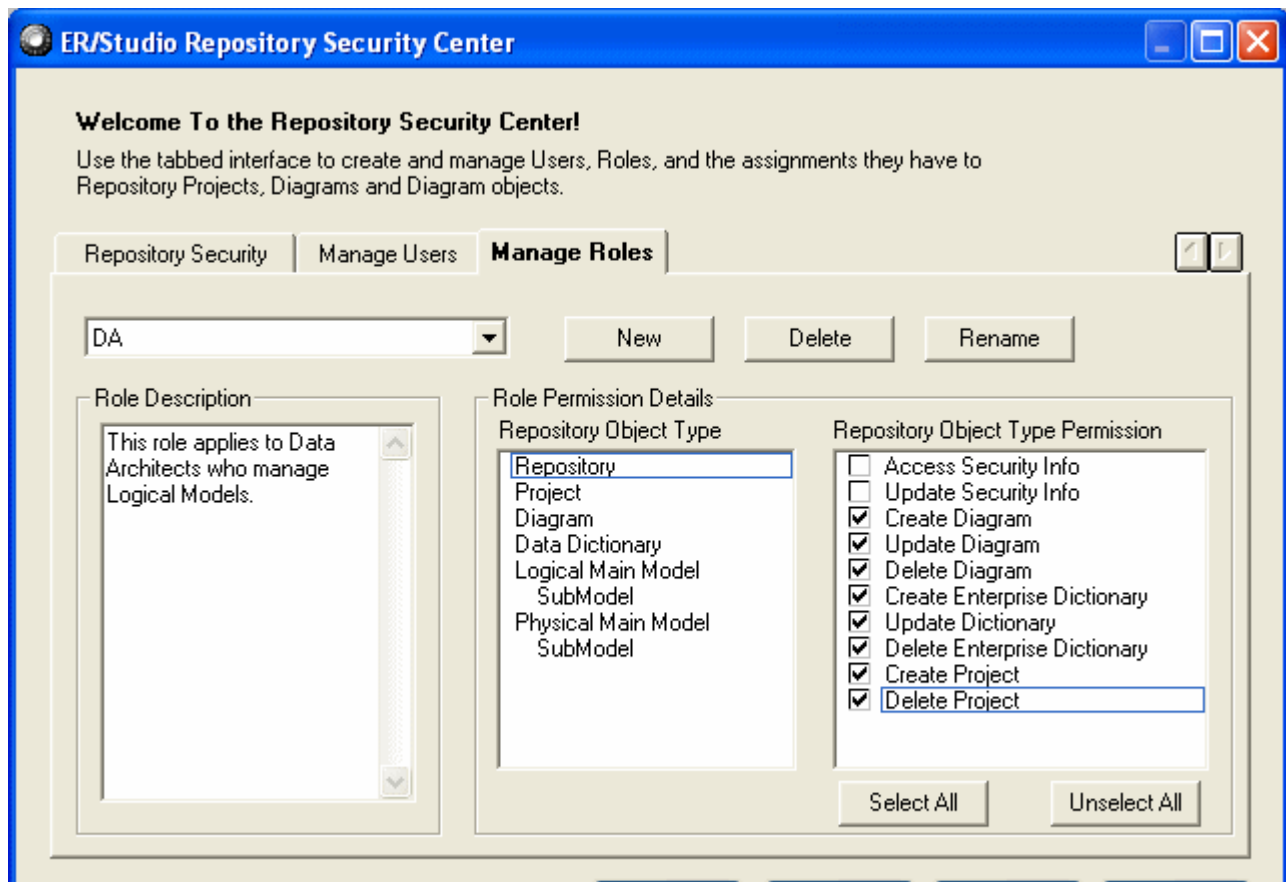 ER/Studio Repository Security Center
Welcome To the Repository Security Center!
Use the tabbed interface to create and manage Users, Roles, and the assignments they have to
Repository Projects, Diagrams and Diagram objects.
Repository Security
Manage Users
Manage Roles
DA
New
Delete
Rename
Role Description
This role applies to Data
Architects who manage
Logical Models.
Role Permission Details
Repository Object Type
Repository
Project
Diagram
Data Dictionary
Logical Main Model
SubModel
Physical Main Model
SubModel
Repository Object Type Permission
Access Security Info
Update Security Info
Create Diagram
Update Diagram
Delete Diagram
Create Enterprise Dictionary
Update Dictionary
Delete Enterprise Dictionary
Create Project
Delete Project
Select All
Unselect All